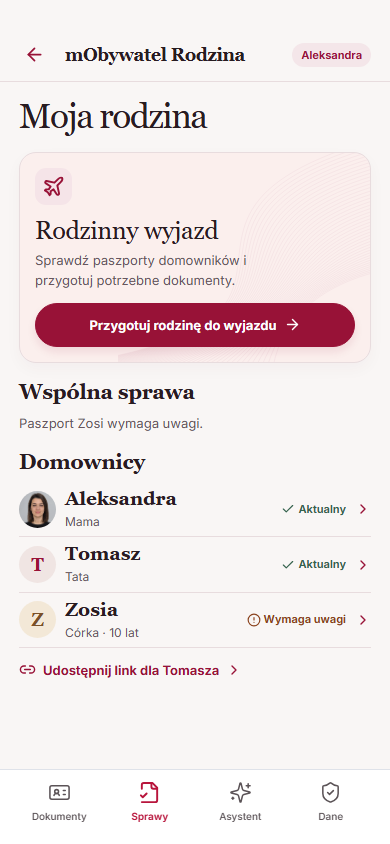 mObywatel Rodzina
Aleksandra
Moja rodzina
Rodzinny wyjazd
Sprawdź paszporty domowników i
przygotuj potrzebne dokumenty.
Przygotuj rodzinę do wyjazdu
Wspólna sprawa
Paszport Zosi wymaga uwagi.
Domownicy
Aleksandra
Mama
Aktualny
T
Tomasz
Tata
Aktualny
Z
Zosia
Córka · 10 lat
Wymaga uwagi
Udostępnij link dla Tomasza
Dokumenty
Sprawy
Asystent
Dane